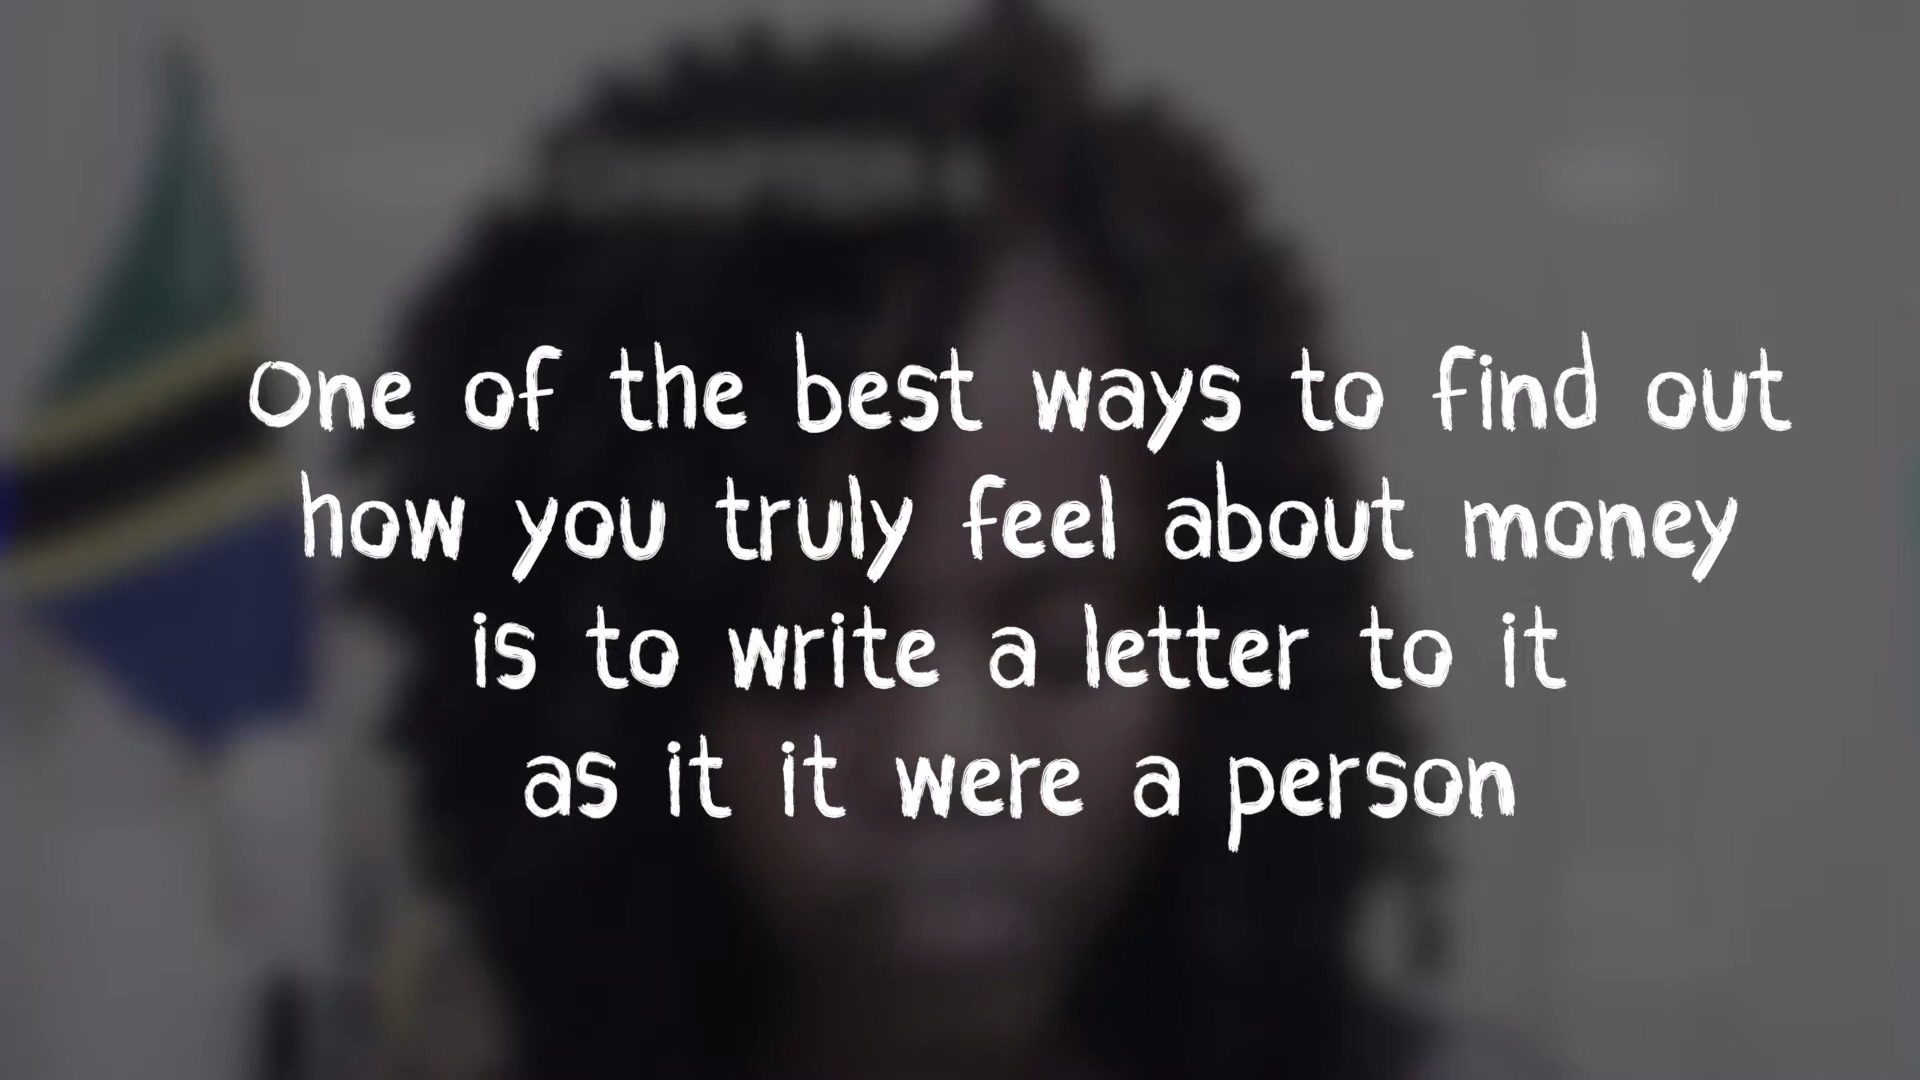 One of the best ways to find out
how you truly feel about money
is to write a letter to it
as it it were a person